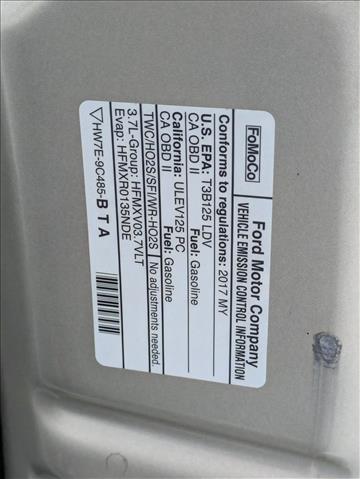 FoMoCo
Ford Motor Company
VEHICLE EMISSION CONTROL INFORMATION
Conforms to regulations: 2017 MY
U.S. EPA: T3B125 LDV
CA OBD II Fuel: Gasoline
California: ULEV125 PC
CA OBD II Fuel: Gasoline
TWC/HO2S/SFI/WR-HO2S No adjustments needed.
3.7L-Group: HFMXV03.7VLT
Evap: HFMXR0135NDE
HW7E-9C485-B T A